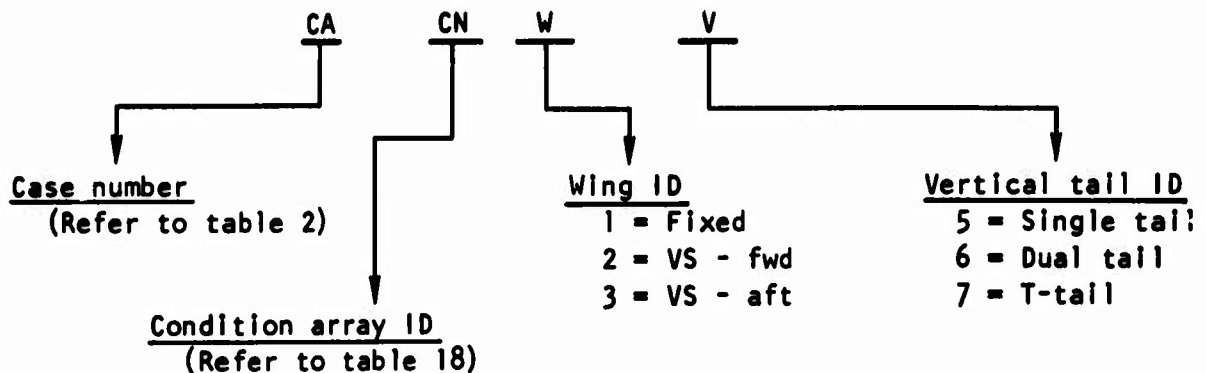 CA CN W V
Case number
(Refer to table 2)
Condition array ID
(Refer to table 18)
Wing ID
1 = Fixed
2 = VS - fwd
3 = VS - aft
Vertical tail ID
5 = Single tail
6 = Dual tail
7 = T-tail